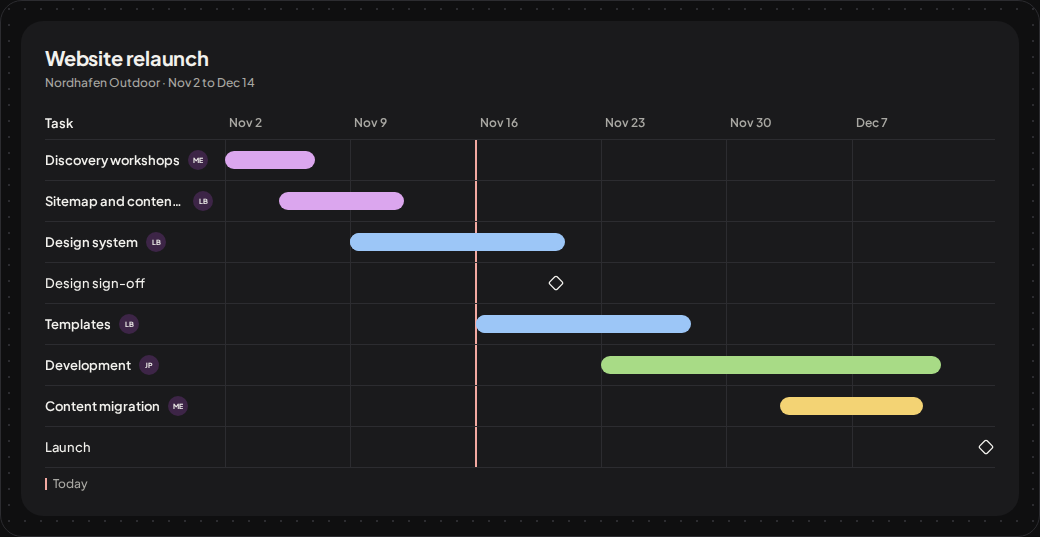 Website relaunch
Nordhafen Outdoor · Nov 2 to Dec 14
Task Nov 2 Nov 9 Nov 16 Nov 23 Nov 30 Dec 7
Discovery workshops ME
Sitemap and conten... LB
Design system LB
Design sign-off
Templates LB
Development JP
Content migration ME
Launch
Today